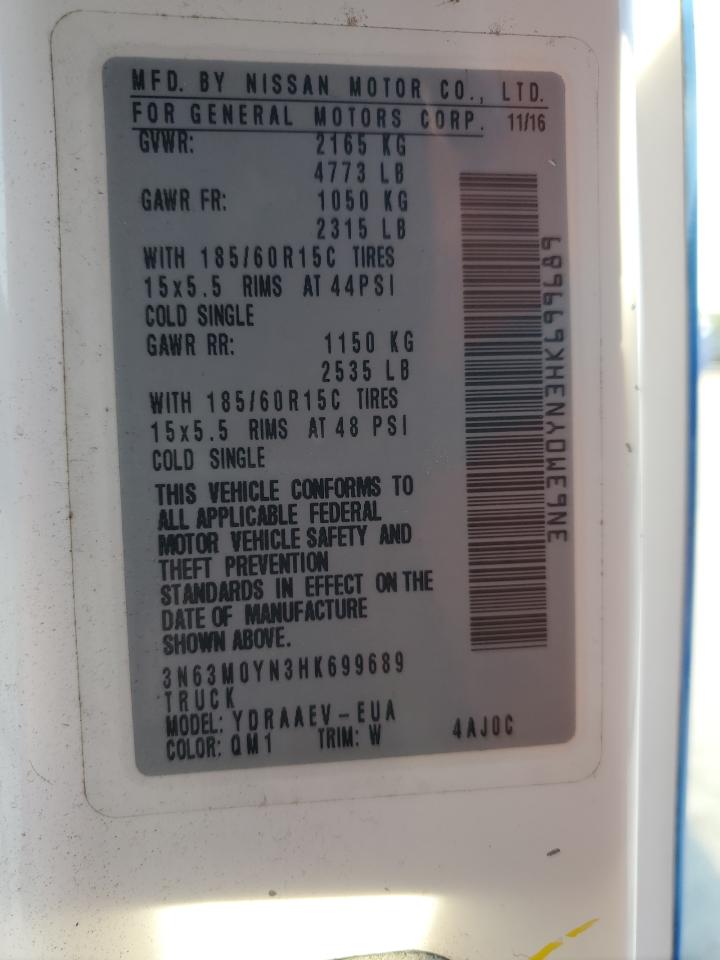 MFD. BY NISSAN MOTOR CO., LTD.
FOR GENERAL MOTORS CORP. 11/16
GVWR: 2165 KG
4773 LB
GAWR FR: 1050 KG
2315 LB
WITH 185/60R15C TIRES
15x5.5 RIMS AT 44PSI
COLD SINGLE
GAWR RR: 1150 KG
2535 LB
WITH 185/60R15C TIRES
15x5.5 RIMS AT 48 PSI
COLD SINGLE
THIS VEHICLE CONFORMS TO
ALL APPLICABLE FEDERAL
MOTOR VEHICLE SAFETY AND
THEFT PREVENTION
STANDARDS IN EFFECT ON THE
DATE OF MANUFACTURE
SHOWN ABOVE.
3N63M0YN3HK699689
TRUCK
MODEL: YDRAAEV-EUA
COLOR: QM1 TRIM: W 4AJ0C
3N63M0YN3HK699689